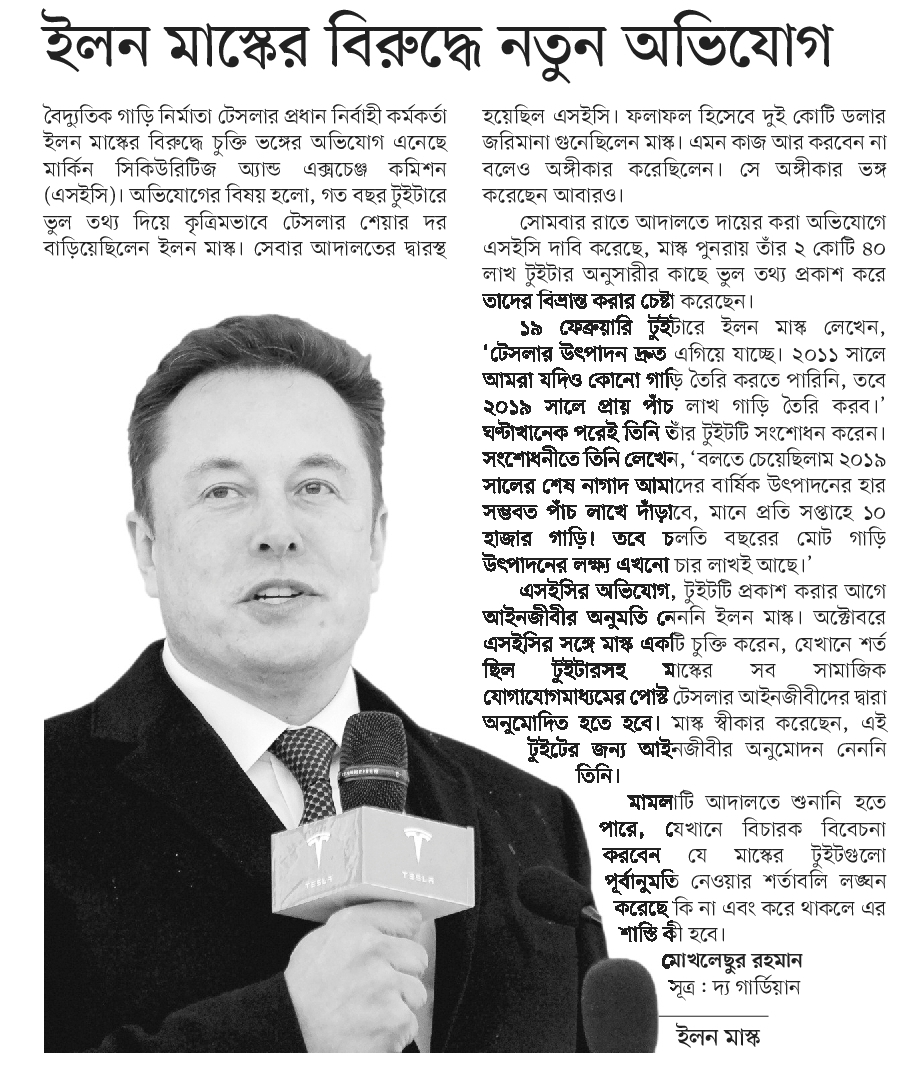 ইলন মাস্কের বিরুদ্ধে নতুন অভিযোগ
বৈদ্যুতিক গাড়ি নির্মাতা টেসলার প্রধান নির্বাহী কর্মকর্তা
ইলন মাস্কের বিরুদ্ধে চুক্তি ভঙ্গের অভিযোগ এনেছে
মার্কিন সিকিউরিটিজ অ্যান্ড এক্সচেঞ্জ কমিশন
(এসইসি)। অভিযোগের বিষয় হলো, গত বছর টুইটারে
ভুল তথ্য দিয়ে কৃত্রিমভাবে টেসলার শেয়ার দর
বাড়িয়েছিলেন ইলন মাস্ক। সেবার আদালতের দ্বারস্থ
হয়েছিল এসইসি। ফলাফল হিসেবে দুই কোটি ডলার
জরিমানা গুনেছিলেন মাস্ক। এমন কাজ আর করবেন না
বলেও অঙ্গীকার করেছিলেন। সে অঙ্গীকার ভঙ্গ
করেছেন আবারও।
সোমবার রাতে আদালতে দায়ের করা অভিযোগে
এসইসি দাবি করেছে, মাস্ক পুনরায় তাঁর ২ কোটি ৪০
লাখ টুইটার অনুসারীর কাছে ভুল তথ্য প্রকাশ করে
তাদের বিভ্রান্ত করার চেষ্টা করেছেন।
১৯ ফেব্রুয়ারি টুইটারে ইলন মাস্ক লেখেন,
‘টেসলার উৎপাদন দ্রুত এগিয়ে যাচ্ছে। ২০১১ সালে
আমরা যদিও কোনো গাড়ি তৈরি করতে পারিনি, তবে
২০১৯ সালে প্রায় পাঁচ লাখ গাড়ি তৈরি করব।’
ঘণ্টাখানেক পরেই তিনি তাঁর টুইটটি সংশোধন করেন।
সংশোধনীতে তিনি লেখেন, ‘বলতে চেয়েছিলাম ২০১৯
সালের শেষ নাগাদ আমাদের বার্ষিক উৎপাদনের হার
সম্ভবত পাঁচ লাখে দাঁড়াবে, মানে প্রতি সপ্তাহে ১০
হাজার গাড়ি! তবে চলতি বছরের মোট গাড়ি
উৎপাদনের লক্ষ্য এখনো চার লাখই আছে।’
এসইসির অভিযোগ, টুইটটি প্রকাশ করার আগে
আইনজীবীর অনুমতি নেননি ইলন মাস্ক। অক্টোবরে
এসইসির সঙ্গে মাস্ক একটি চুক্তি করেন, যেখানে শর্ত
ছিল টুইটারসহ মাস্কের সব সামাজিক
যোগাযোগমাধ্যমের পোস্ট টেসলার আইনজীবীদের দ্বারা
অনুমোদিত হতে হবে। মাস্ক স্বীকার করেছেন, এই
টুইটের জন্য আইনজীবীর অনুমোদন নেননি
তিনি।
মামলাটি আদালতে শুনানি হতে
পারে, যেখানে বিচারক বিবেচনা
করবেন যে মাস্কের টুইটগুলো
পূর্বানুমতি নেওয়ার শর্তাবলি লঙ্ঘন
করেছে কি না এবং করে থাকলে এর
শাস্তি কী হবে।
মোখলেছুর রহমান
সূত্র : দ্য গার্ডিয়ান
ইলন মাস্ক
SENNHEISER
TESLA
TESLA